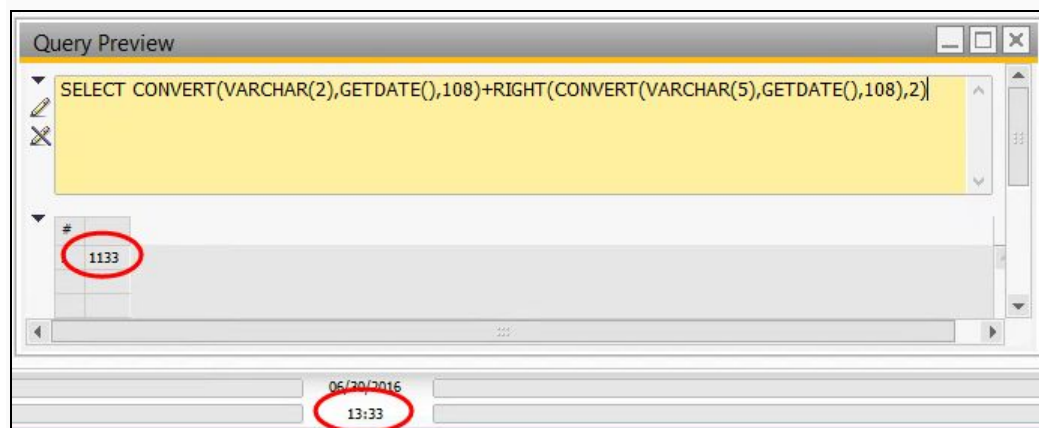 Query Preview
SELECT CONVERT(VARCHAR(2),GETDATE(),108)+RIGHT(CONVERT(VARCHAR(5),GETDATE(),108),2)
#
1133
06/30/2016
13:33